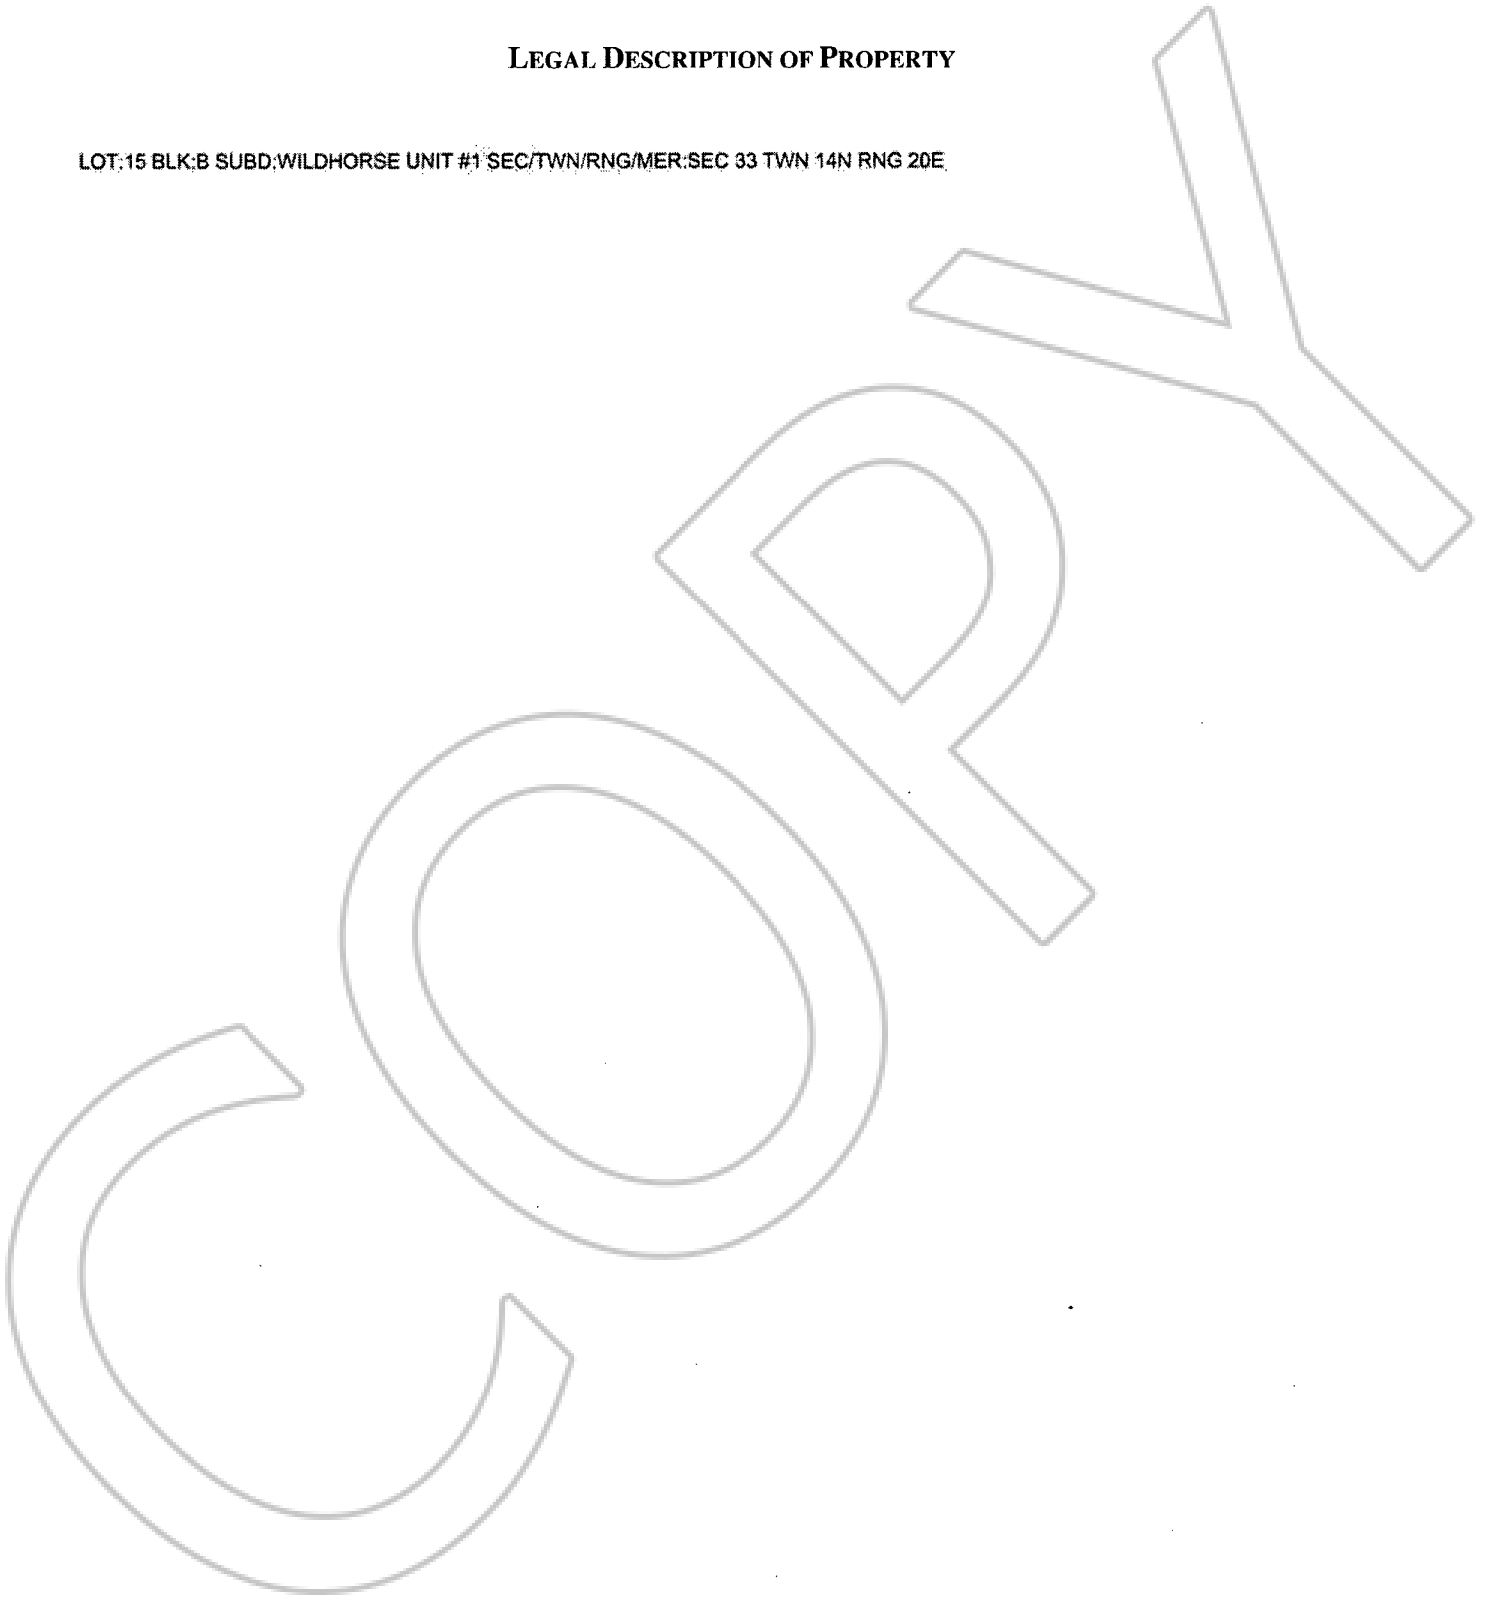 LEGAL DESCRIPTION OF PROPERTY
LOT:15 BLK:B SUBD:WILDHORSE UNIT #1 SEC/TWN/RNG/MER:SEC 33 TWN 14N RNG 20E
COPY